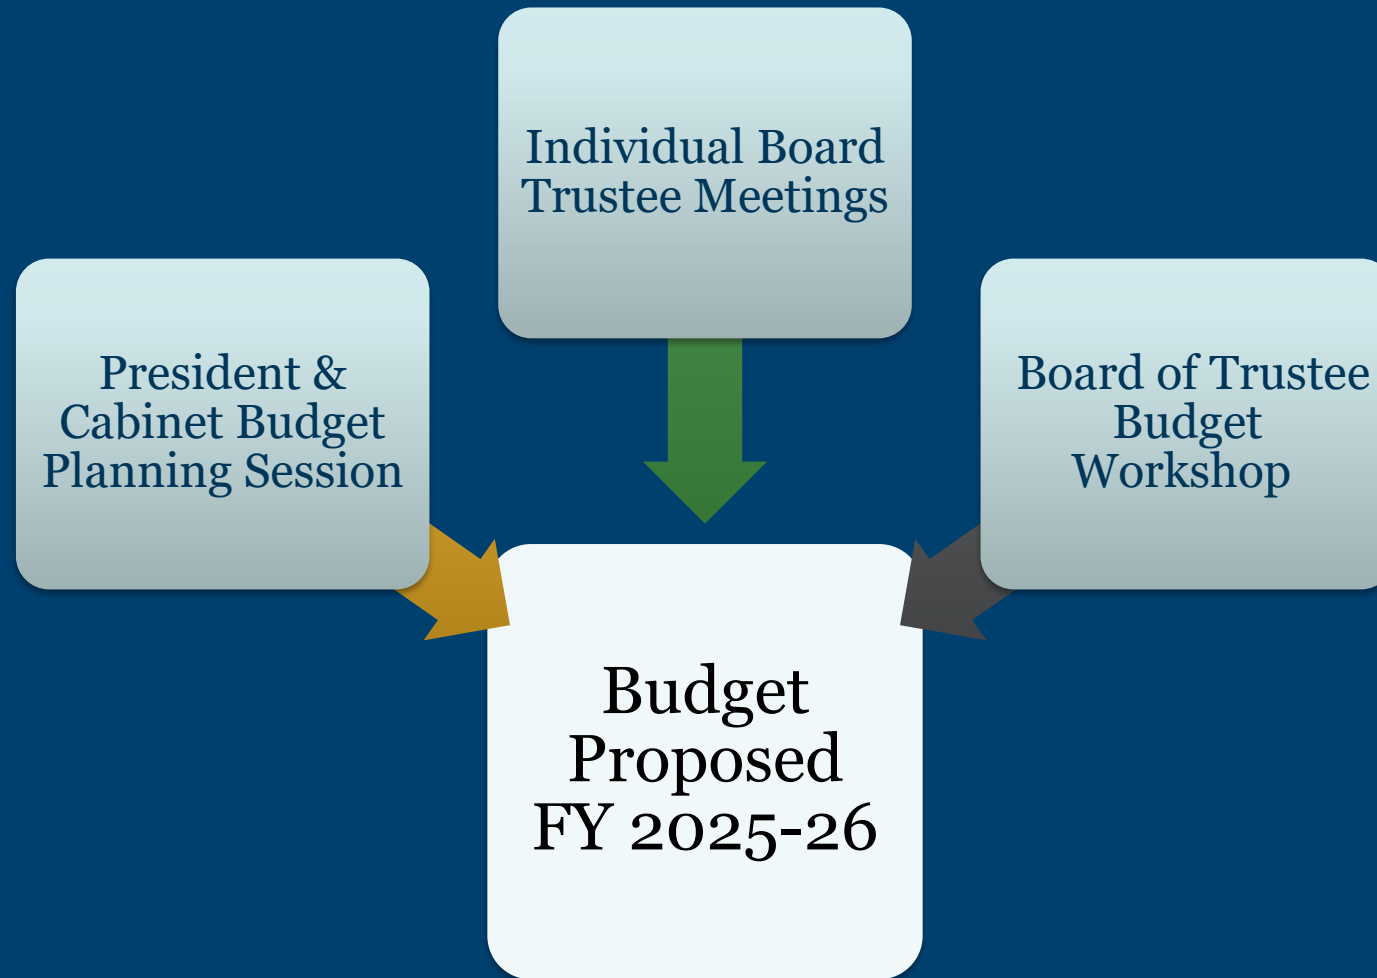 Individual Board
Trustee Meetings
President &
Cabinet Budget
Planning Session
Board of Trustee
Budget
Workshop
Budget
Proposed
FY 2025-26